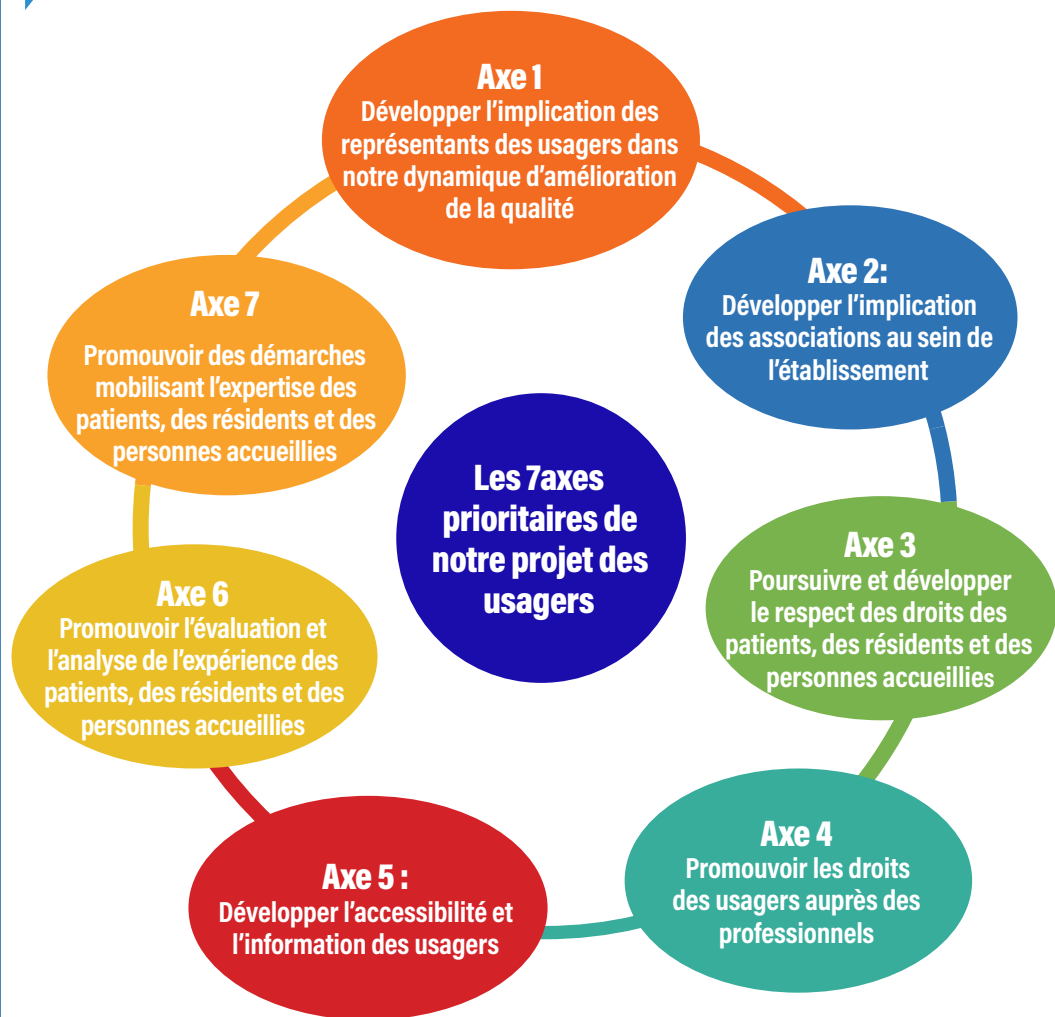 Axe 1
Développer l’implication des
représentants des usagers dans
notre dynamique d’amélioration
de la qualité
Axe 2:
Développer l’implication
des associations au sein de
l’établissement
Axe 3
Poursuivre et développer
le respect des droits des
patients, des résidents et des
personnes accueillies
Axe 4
Promouvoir les droits
des usagers auprès des
professionnels
Axe 5 :
Développer l’accessibilité et
l’information des usagers
Axe 6
Promouvoir l’évaluation et
l’analyse de l’expérience des
patients, des résidents et des
personnes accueillies
Axe 7
Promouvoir des démarches
mobilisant l’expertise des
patients, des résidents et des
personnes accueillies
Les 7axes
prioritaires de
notre projet des
usagers